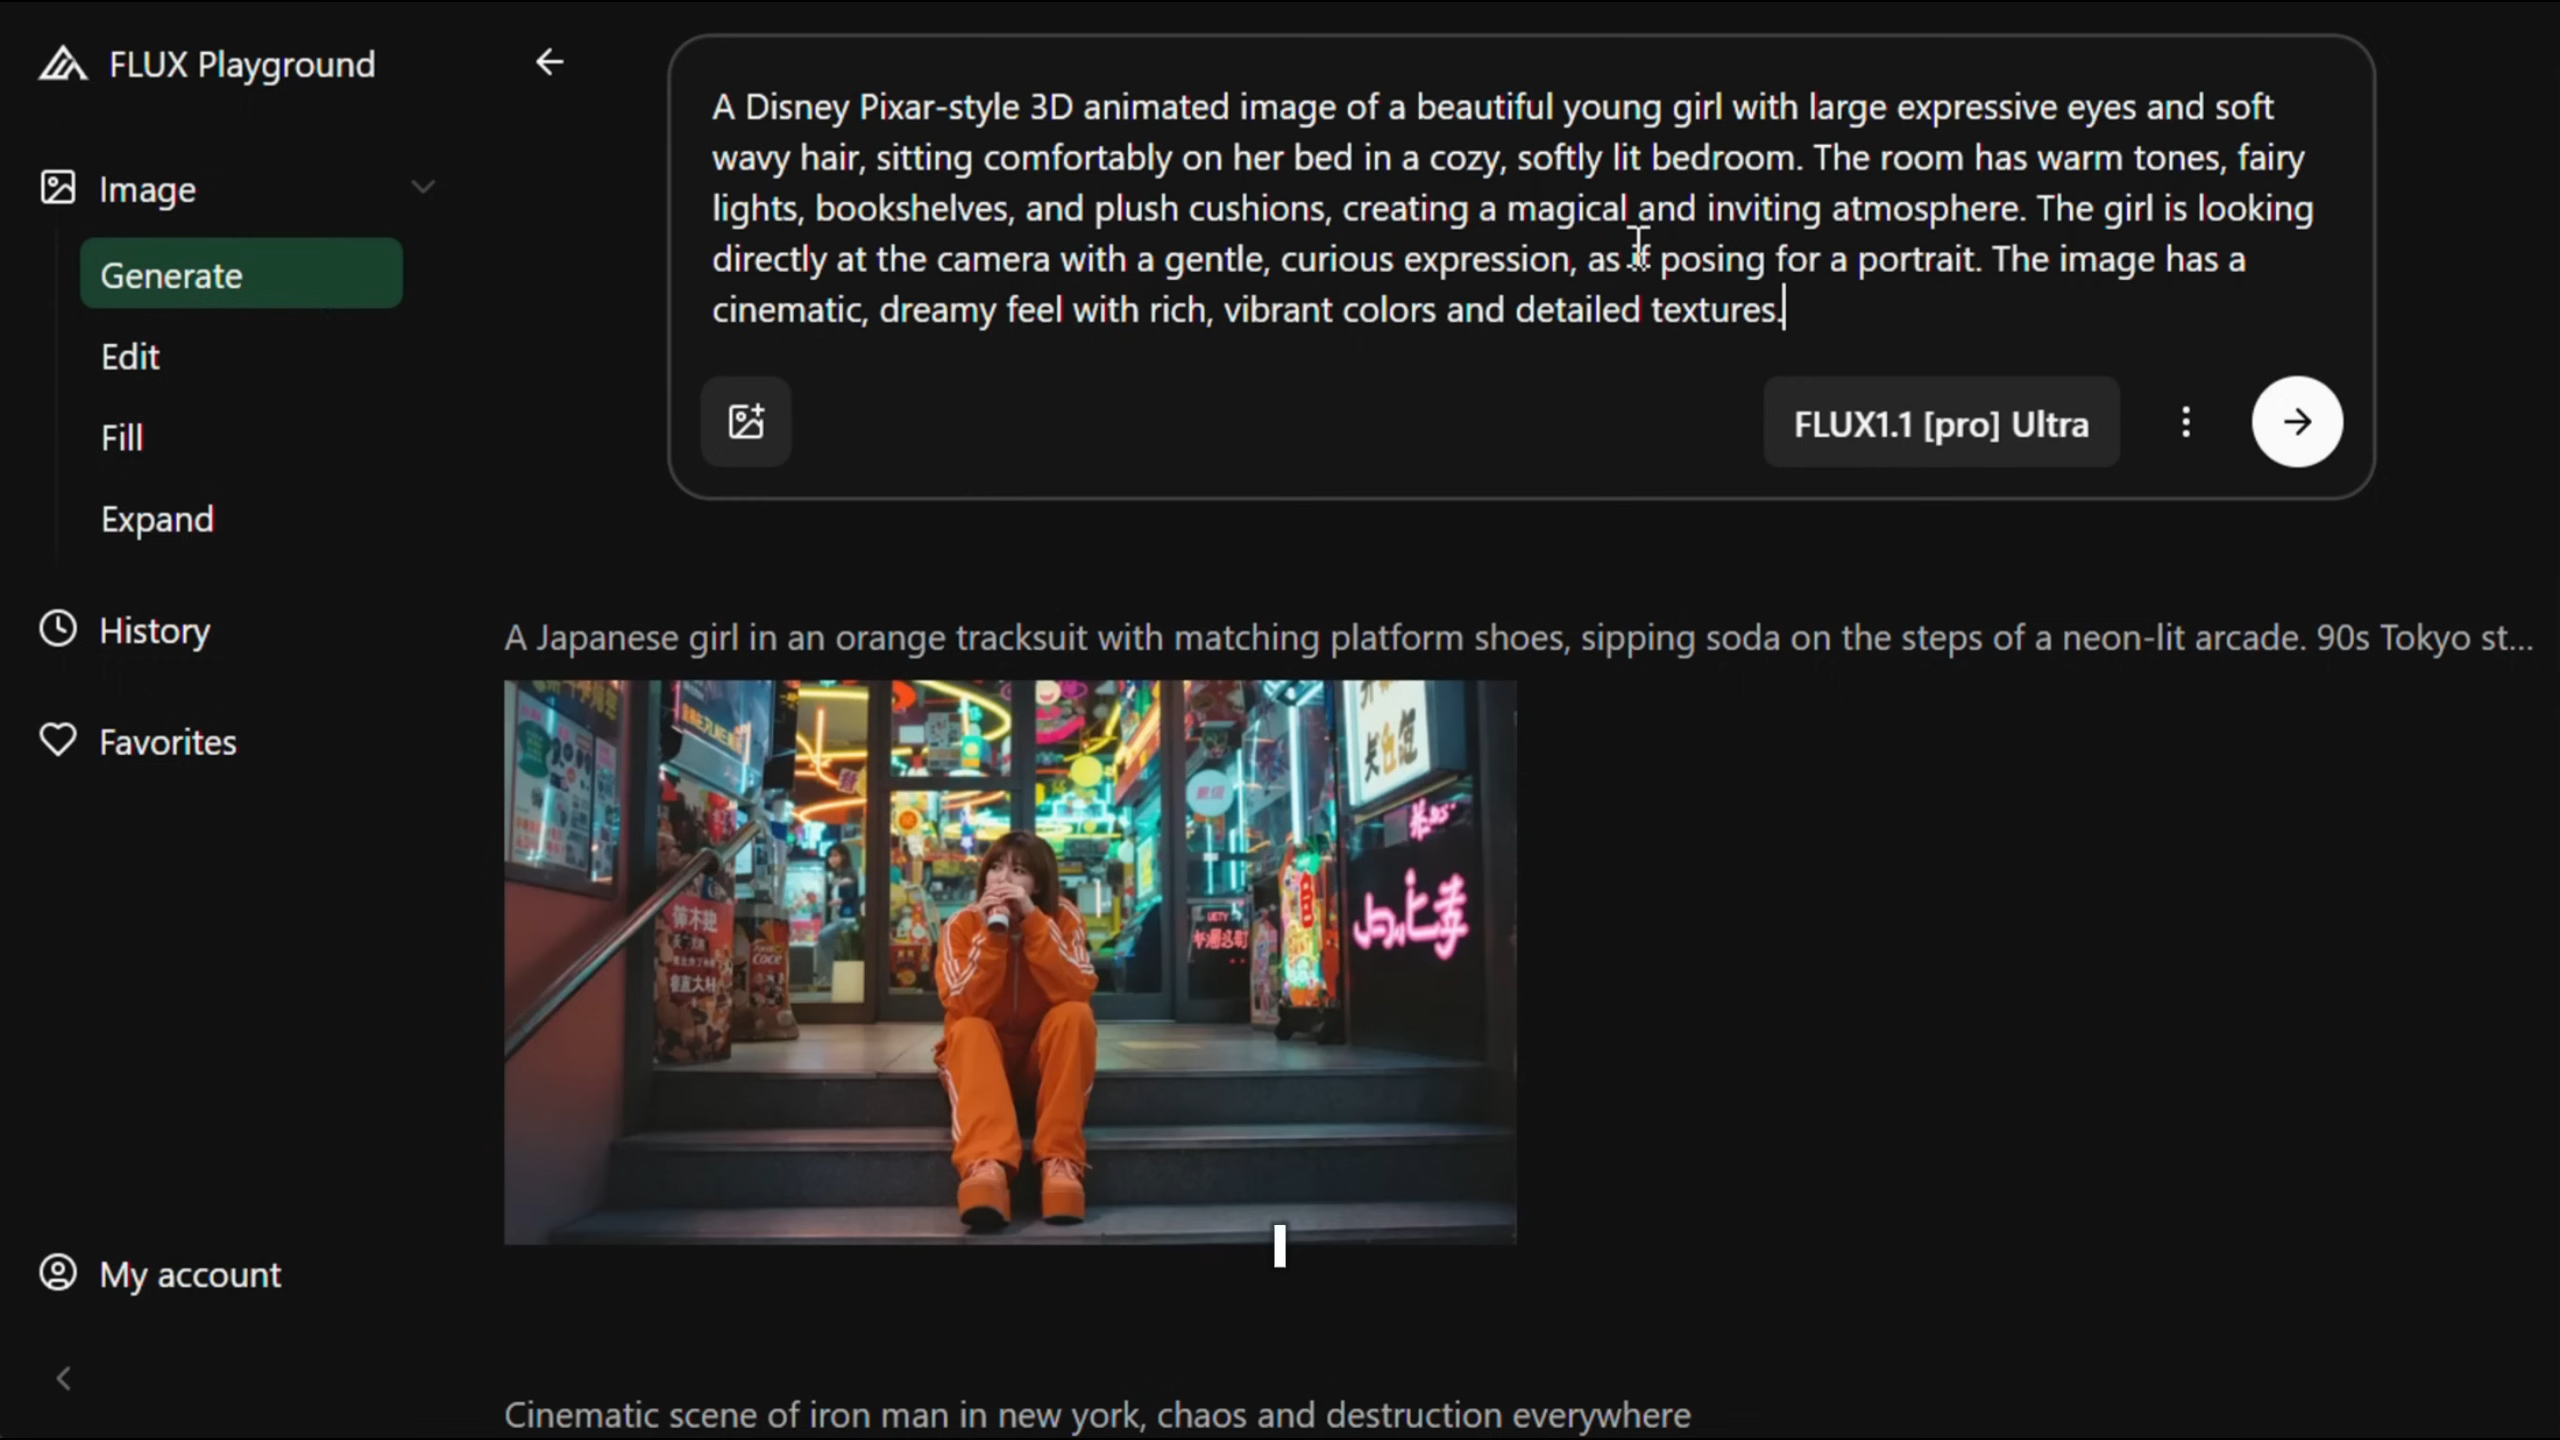 FLUX Playground
Image
Generate
Edit
Fill
Expand
History
Favorites
My account
A Disney Pixar-style 3D animated image of a beautiful young girl with large expressive eyes and soft
wavy hair, sitting comfortably on her bed in a cozy, softly lit bedroom. The room has warm tones, fairy
lights, bookshelves, and plush cushions, creating a magical and inviting atmosphere. The girl is looking
directly at the camera with a gentle, curious expression, as if posing for a portrait. The image has a
cinematic, dreamy feel with rich, vibrant colors and detailed textures.
FLUX1.1 [pro] Ultra
A Japanese girl in an orange tracksuit with matching platform shoes, sipping soda on the steps of a neon-lit arcade. 90s Tokyo st...
coce
Cinematic scene of iron man in new york, chaos and destruction everywhere